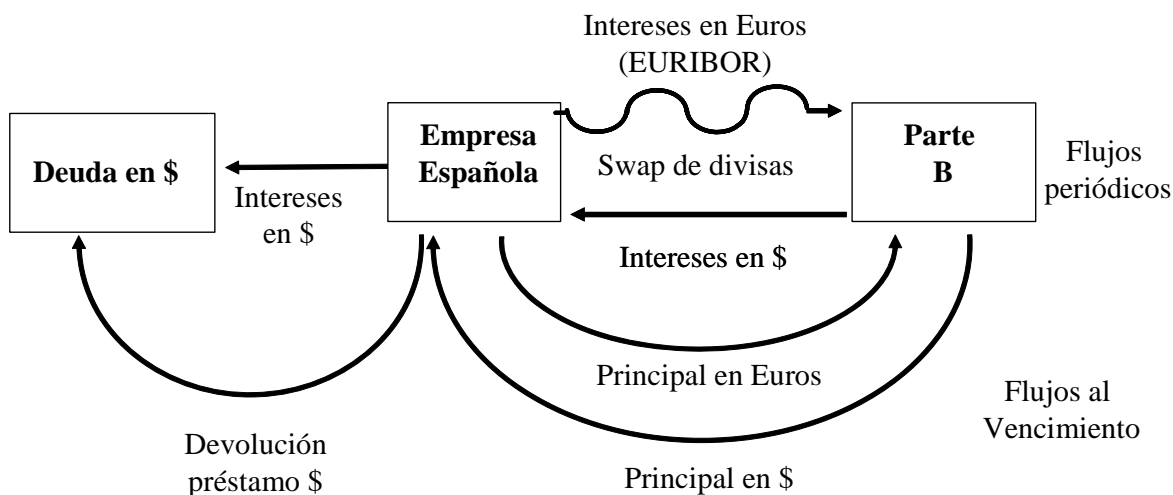 Intereses en Euros
(EURIBOR)
Deuda en $
Empresa
Española
Parte
B
Flujos
periódicos
Swap de divisas
Intereses
en $
Intereses en $
Principal en Euros
Flujos al
Vencimiento
Devolución
préstamo $
Principal en $